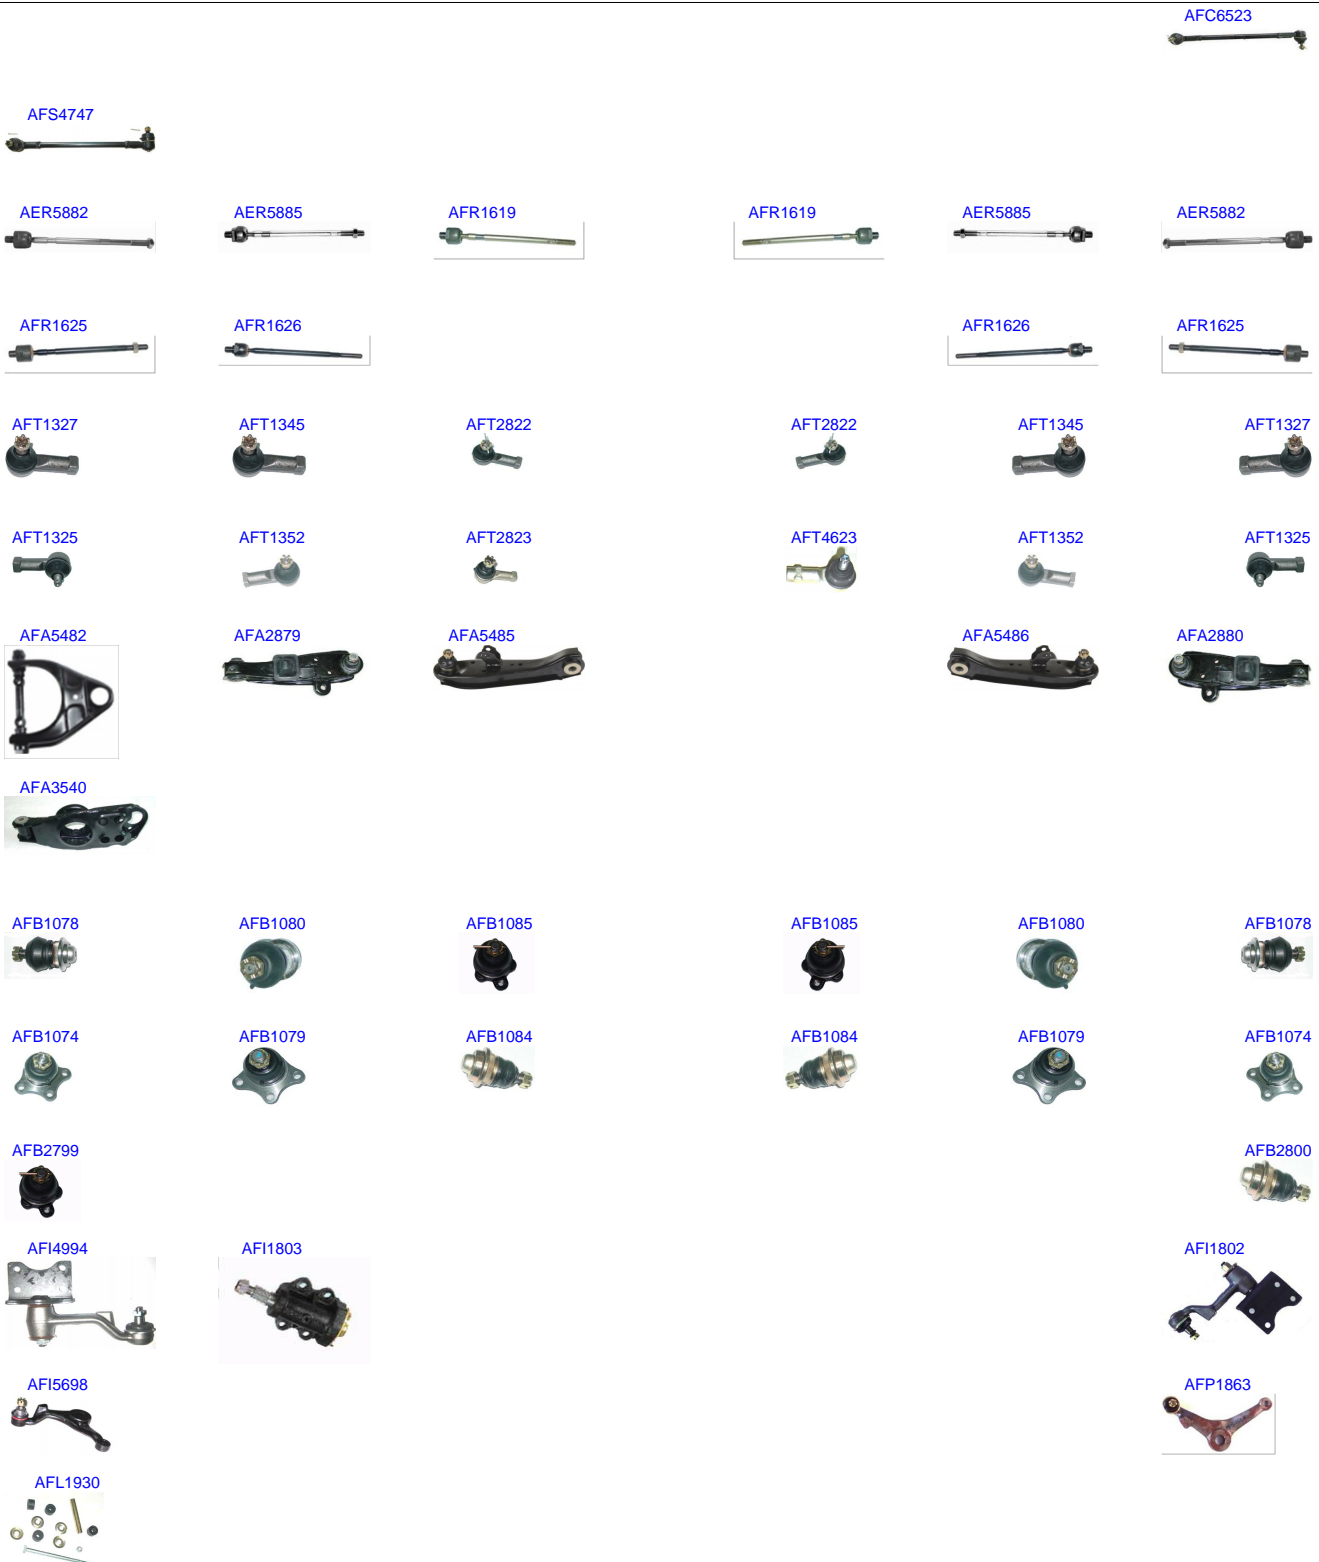 AFC6523
AFS4747
AER5882 AER5885 AFR1619 AFR1619 AER5885 AER5882
AFR1625 AFR1626 AFR1626 AFR1625
AFT1327 AFT1345 AFT2822 AFT2822 AFT1345 AFT1327
AFT1325 AFT1352 AFT2823 AFT4623 AFT1352 AFT1325
AFA5482 AFA2879 AFA5485 AFA5486 AFA2880
AFA3540
AFB1078 AFB1080 AFB1085 AFB1085 AFB1080 AFB1078
AFB1074 AFB1079 AFB1084 AFB1084 AFB1079 AFB1074
AFB2799 AFB2800
AFI4994 AFI1803 AFI1802
AFI5698 AFP1863
AFL1930